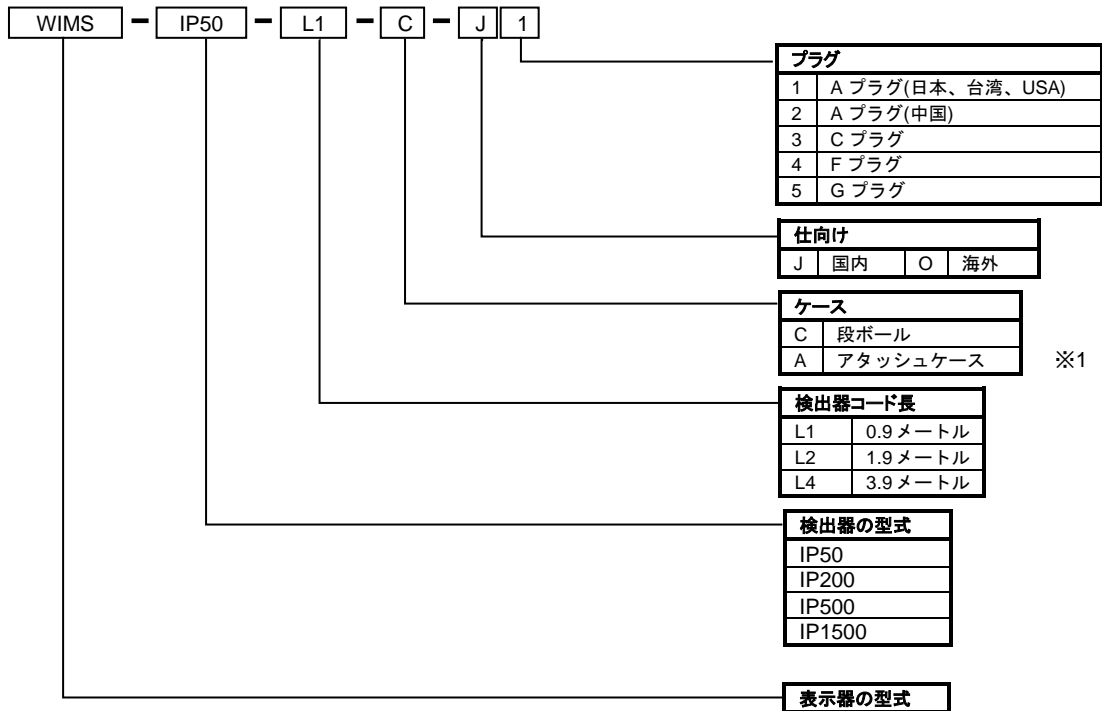 WIMS - IP50 - L1 - C - J 1
プラグ
1 A プラグ(日本、台湾、USA)
2 A プラグ(中国)
3 C プラグ
4 F プラグ
5 G プラグ
仕向け
J 国内 O 海外
ケース
C 段ボール
A アタッシュケース ※1
検出器コード長
L1 0.9メートル
L2 1.9メートル
L4 3.9メートル
検出器の型式
IP50
IP200
IP500
IP1500
表示器の型式